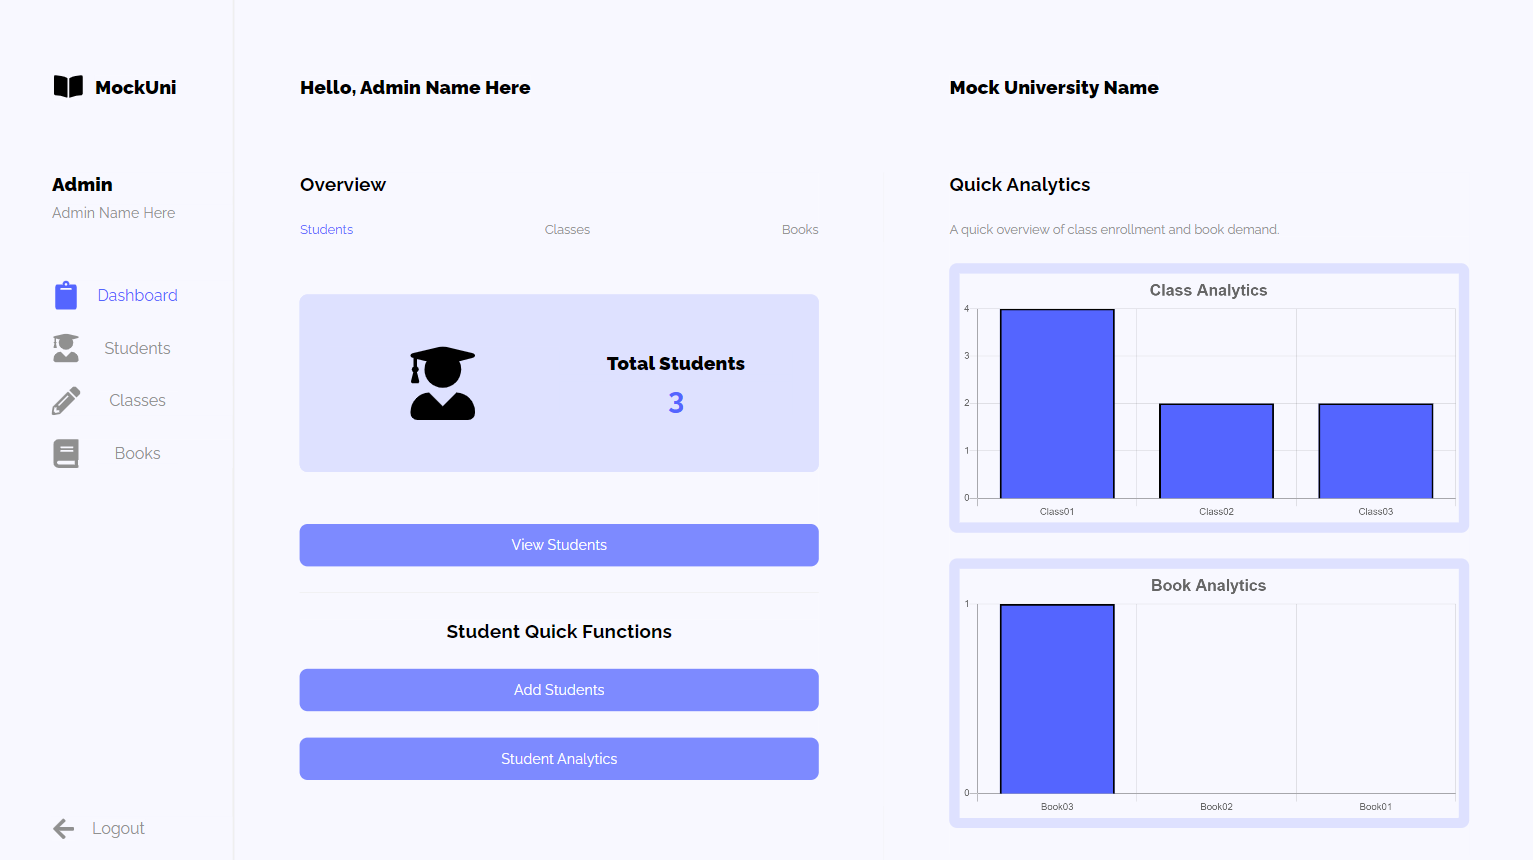 MockUni
Admin
Admin Name Here
Dashboard
Students
Classes
Books
Logout
Hello, Admin Name Here
Overview
Students Classes Books
Total Students
3
View Students
Student Quick Functions
Add Students
Student Analytics
Mock University Name
Quick Analytics
A quick overview of class enrollment and book demand.
Class Analytics
4
3
2
1
0
Class01 Class02 Class03
Book Analytics
1
0
Book03 Book02 Book01